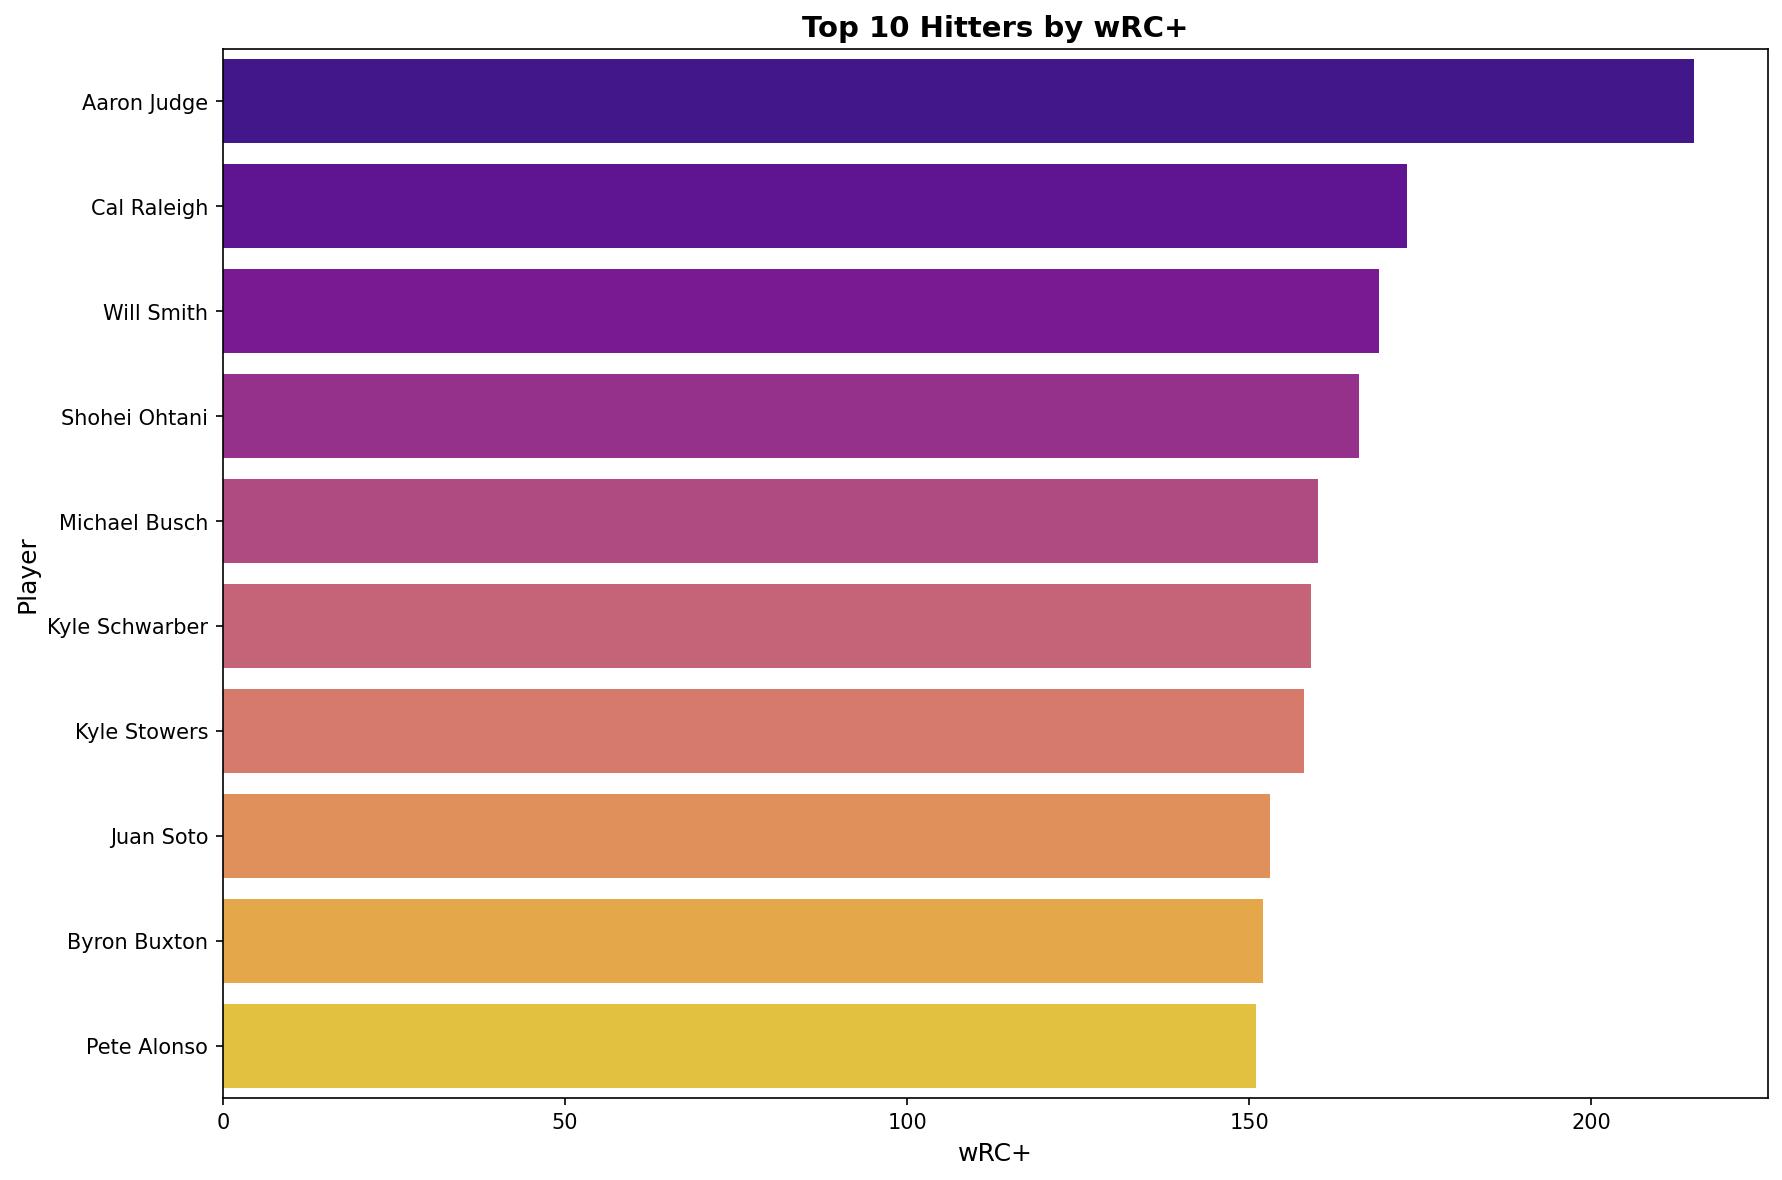 Top 10 Hitters by wRC+
Player
Aaron Judge
Cal Raleigh
Will Smith
Shohei Ohtani
Michael Busch
Kyle Schwarber
Kyle Stowers
Juan Soto
Byron Buxton
Pete Alonso
0 50 100 150 200
wRC+